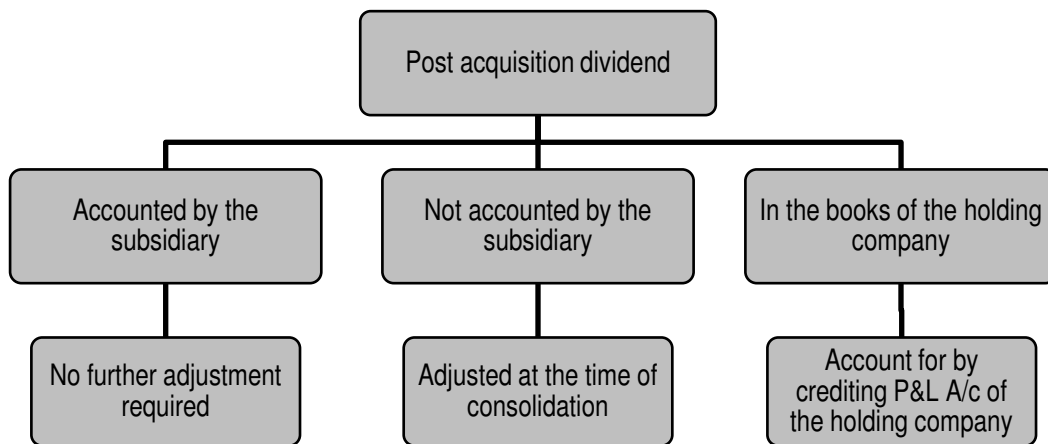 Post acquisition dividend
Accounted by the
subsidiary
Not accounted by the
subsidiary
In the books of the holding
company
No further adjustment
required
Adjusted at the time of
consolidation
Account for by
crediting P&L A/c of
the holding company